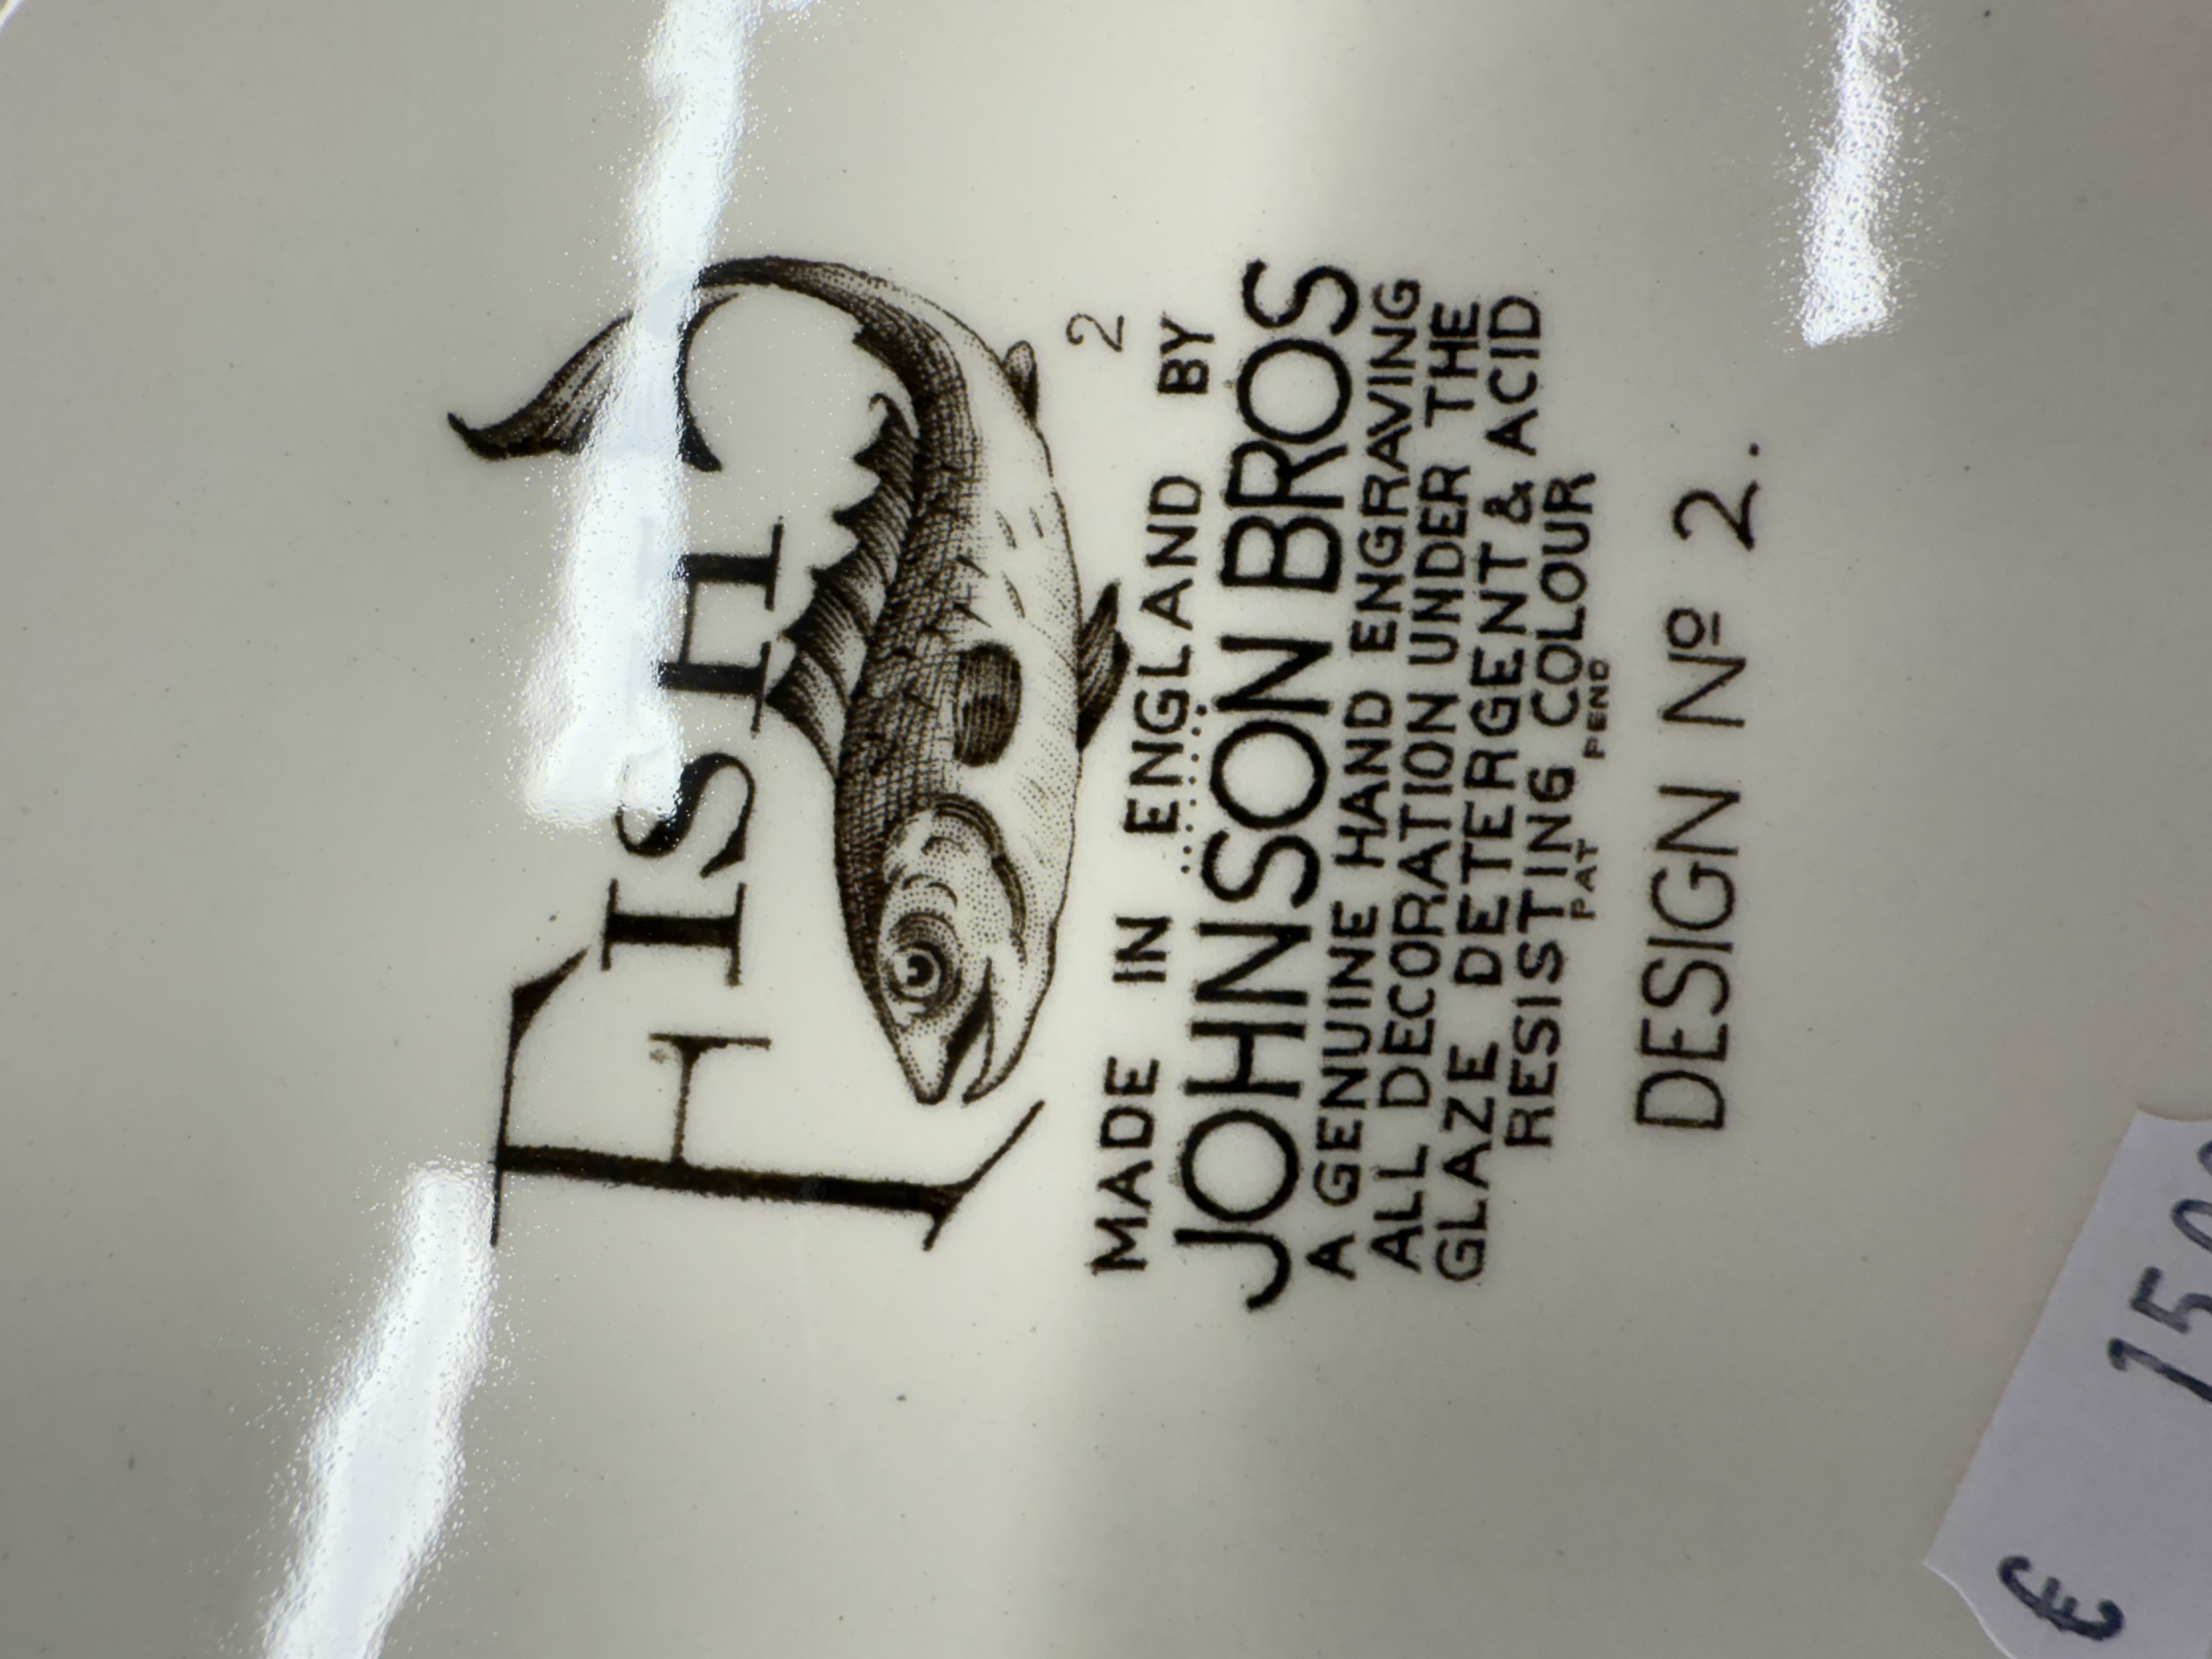 FISH
2
MADE IN ENGLAND BY
JOHNSON BROS
A GENUINE HAND ENGRAVING
ALL DECORATION UNDER THE
GLAZE DETERGENT & ACID
RESISTING COLOUR
PAT PEND
DESIGN Nº 2.
€